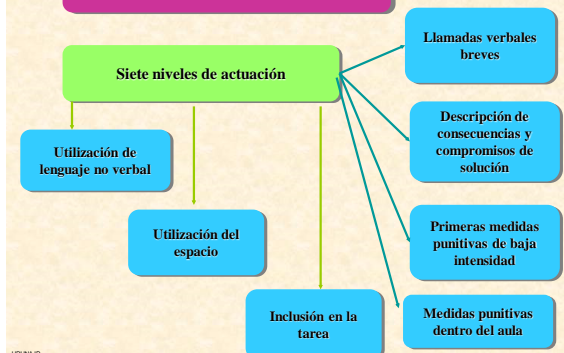 Siete niveles de actuación
Utilización de
lenguaje no verbal
Utilización del
espacio
Inclusión en la
tarea
Llamadas verbales
breves
Descripción de
consecuencias y
compromisos de
solución
Primeras medidas
punitivas de baja
intensidad
Medidas punitivas
dentro del aula